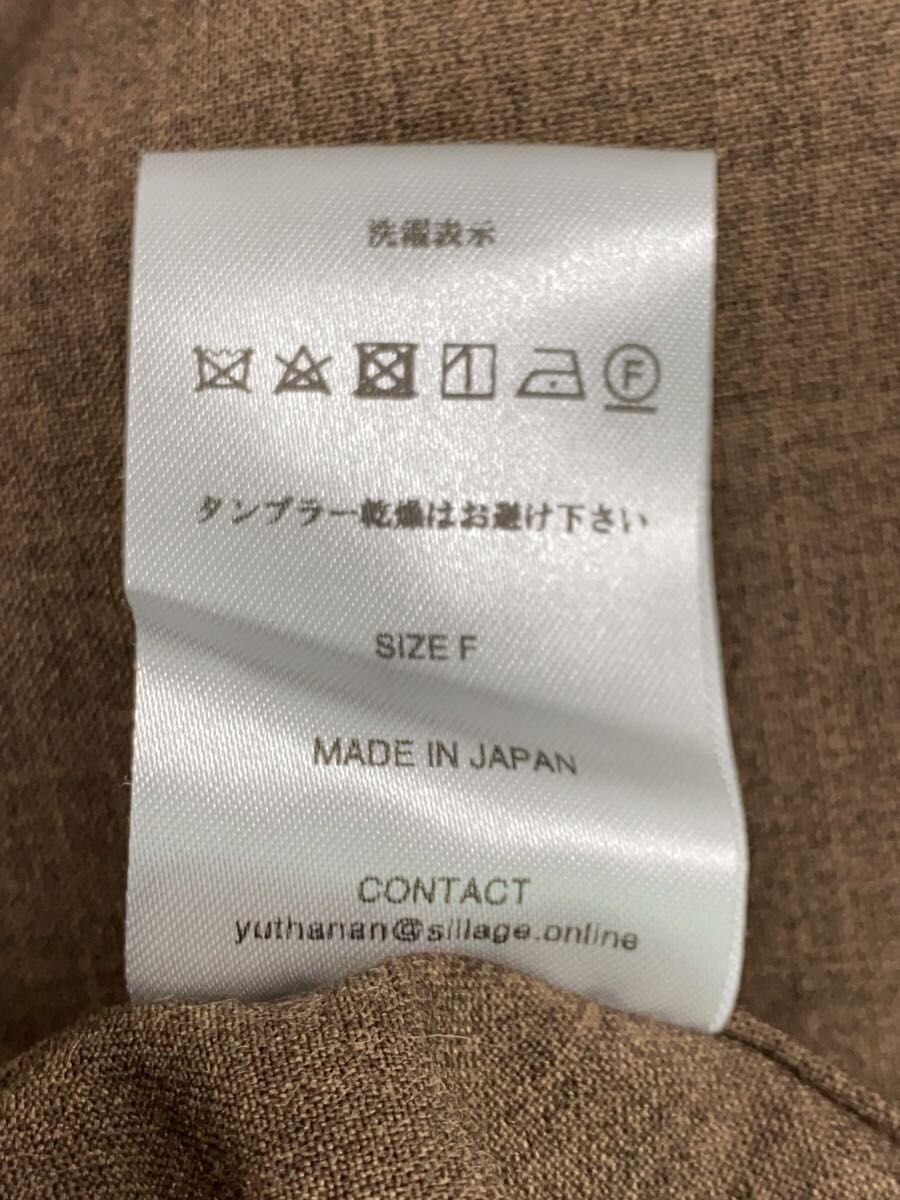 洗濯表示
F
タンブラー乾燥はお避け下さい
SIZE F
MADE IN JAPAN
CONTACT
yuthanan@sillage.online